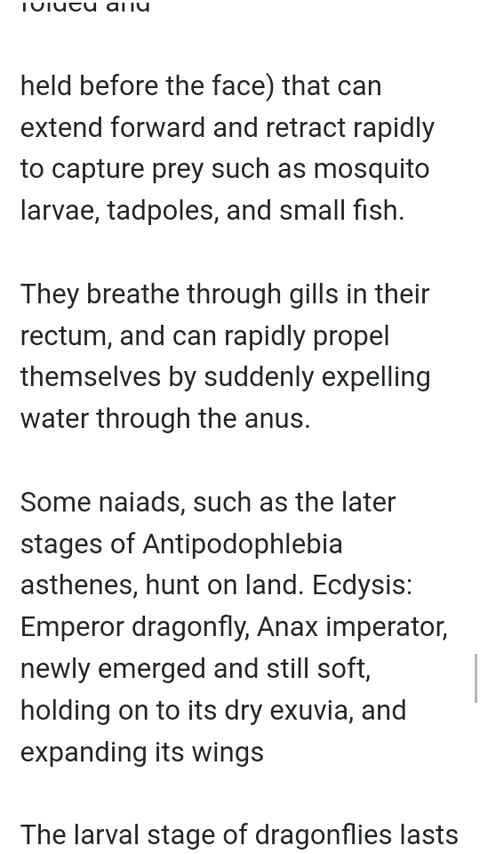 folded and
held before the face) that can
extend forward and retract rapidly
to capture prey such as mosquito
larvae, tadpoles, and small fish.
They breathe through gills in their
rectum, and can rapidly propel
themselves by suddenly expelling
water through the anus.
Some naiads, such as the later
stages of Antipodophlebia
asthenes, hunt on land. Ecdysis:
Emperor dragonfly, Anax imperator,
newly emerged and still soft,
holding on to its dry exuvia, and
expanding its wings
The larval stage of dragonflies lasts